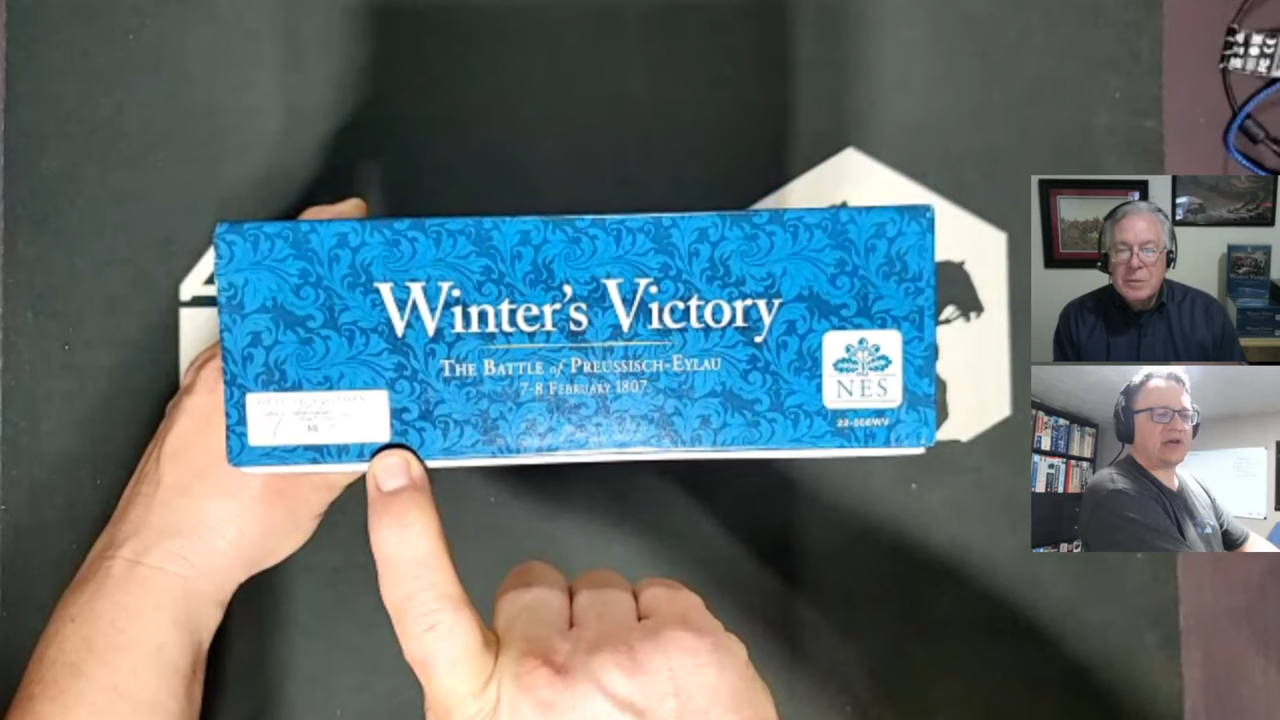 Winter's Victory
The Battle of Preussisch-Eylau
7-8 February 1807
NES